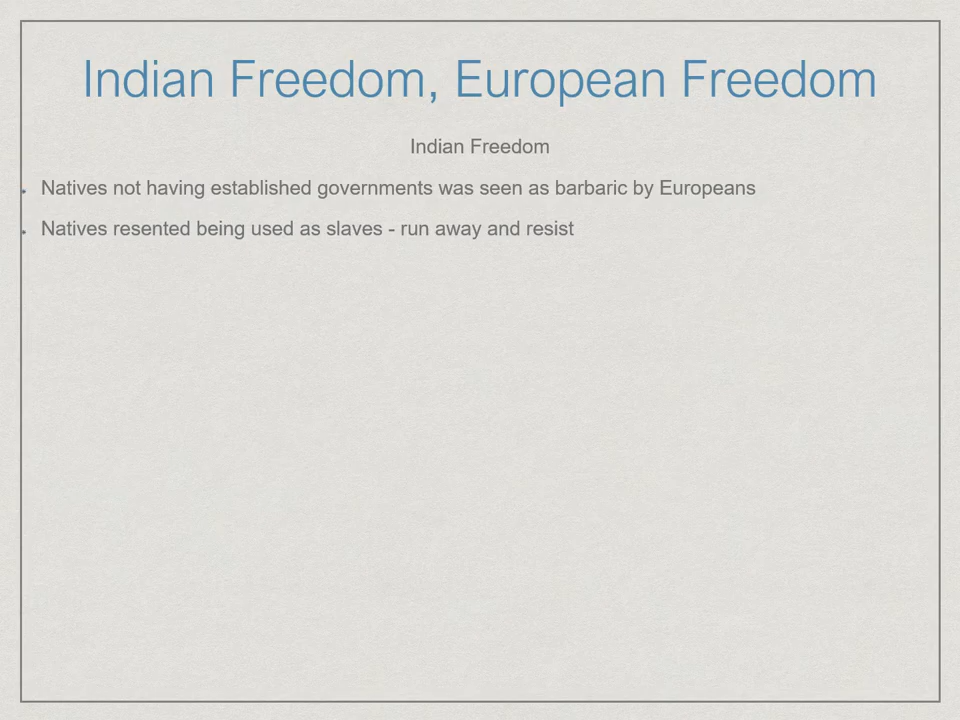 Indian Freedom, European Freedom
Indian Freedom
Natives not having established governments was seen as barbaric by Europeans
Natives resented being used as slaves - run away and resist